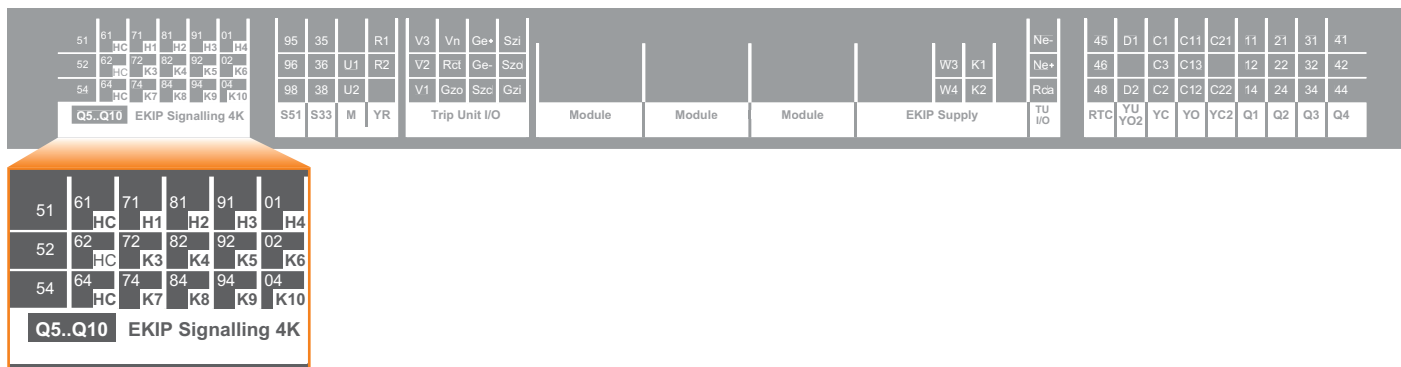 51 61 HC 71 H1 81 H2 91 H3 01 H4 95 35 R1 V3 Vn Ge+ Szi Ne- 45 D1 C1 C11 C21 11 21 31 41
52 62 HC 72 K3 82 K4 92 K5 02 K6 96 36 U1 R2 V2 Rct Ge- Szo W3 K1 Ne+ 46 C3 C13 12 22 32 42
54 64 HC 74 K7 84 K8 94 K9 04 K10 98 38 U2 V1 Gzo Szc Gzi W4 K2 Rca 48 D2 C2 C12 C22 14 24 34 44
Q5..Q10 EKIP Signalling 4K S51 S33 M YR Trip Unit I/O Module Module Module EKIP Supply TU I/O RTC YU YO2 YC YO YC2 Q1 Q2 Q3 Q4
51 61 HC 71 H1 81 H2 91 H3 01 H4
52 62 HC 72 K3 82 K4 92 K5 02 K6
54 64 HC 74 K7 84 K8 94 K9 04 K10
Q5..Q10 EKIP Signalling 4K